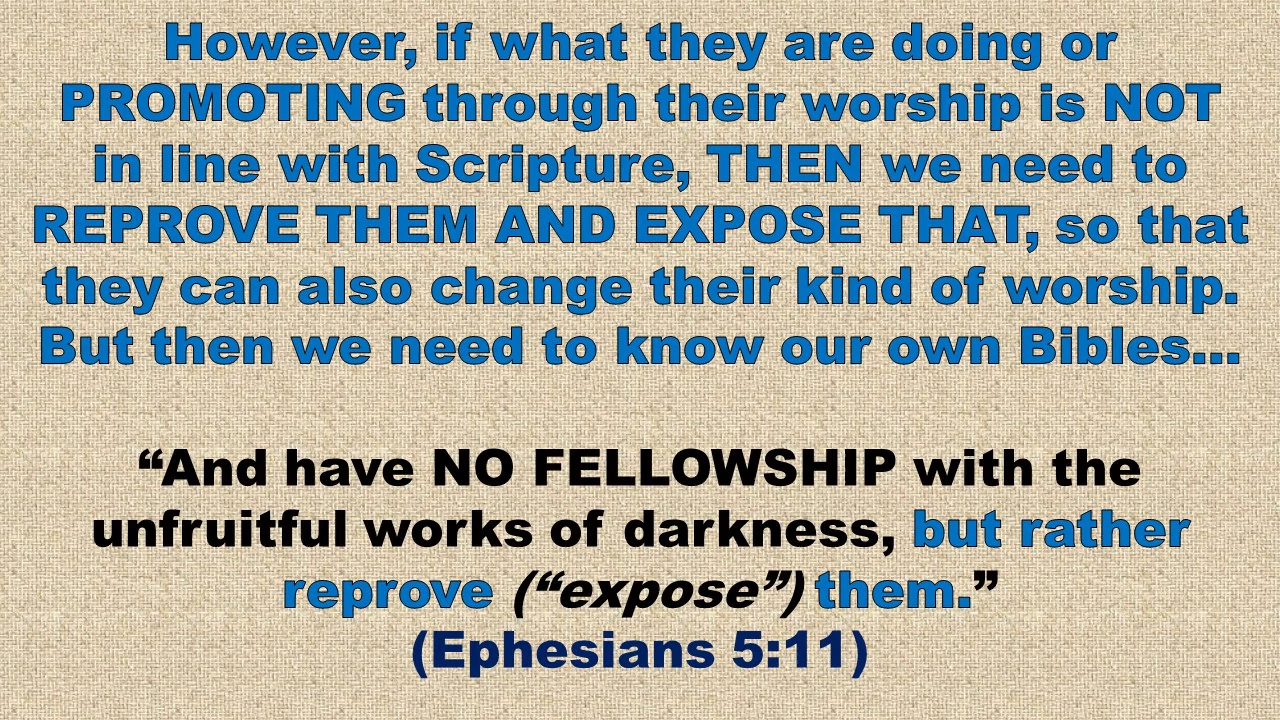 However, if what they are doing or
PROMOTING through their worship is NOT
in line with Scripture, THEN we need to
REPROVE THEM AND EXPOSE THAT, so that
they can also change their kind of worship.
But then we need to know our own Bibles...
“And have NO FELLOWSHIP with the
unfruitful works of darkness, but rather
reprove (“expose”) them.”
(Ephesians 5:11)